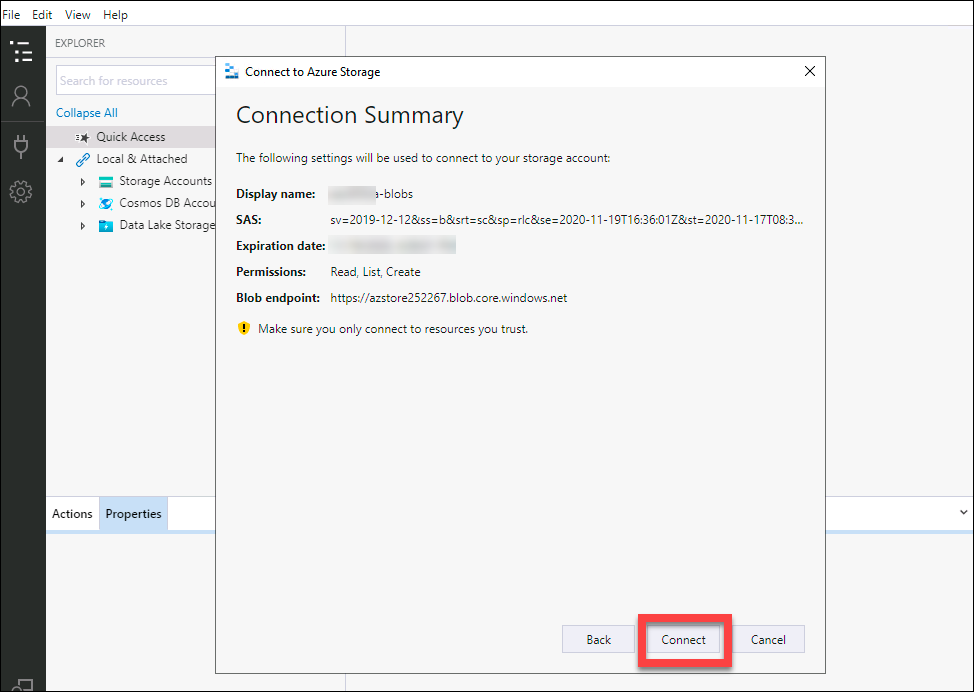 File Edit View Help
EXPLORER
Search for resources
Collapse All
Quick Access
Local & Attached
Storage Accounts
Cosmos DB Accou
Data Lake Storage
Actions Properties
Connect to Azure Storage
Connection Summary
The following settings will be used to connect to your storage account:
Display name: a-blobs
SAS: sv=2019-12-12&ss=b&srt=sc&sp=rlc&se=2020-11-19T16:36:01Z&st=2020-11-17T08:3...
Expiration date:
Permissions: Read, List, Create
Blob endpoint: https://azstore252267.blob.core.windows.net
Make sure you only connect to resources you trust.
Back Connect Cancel